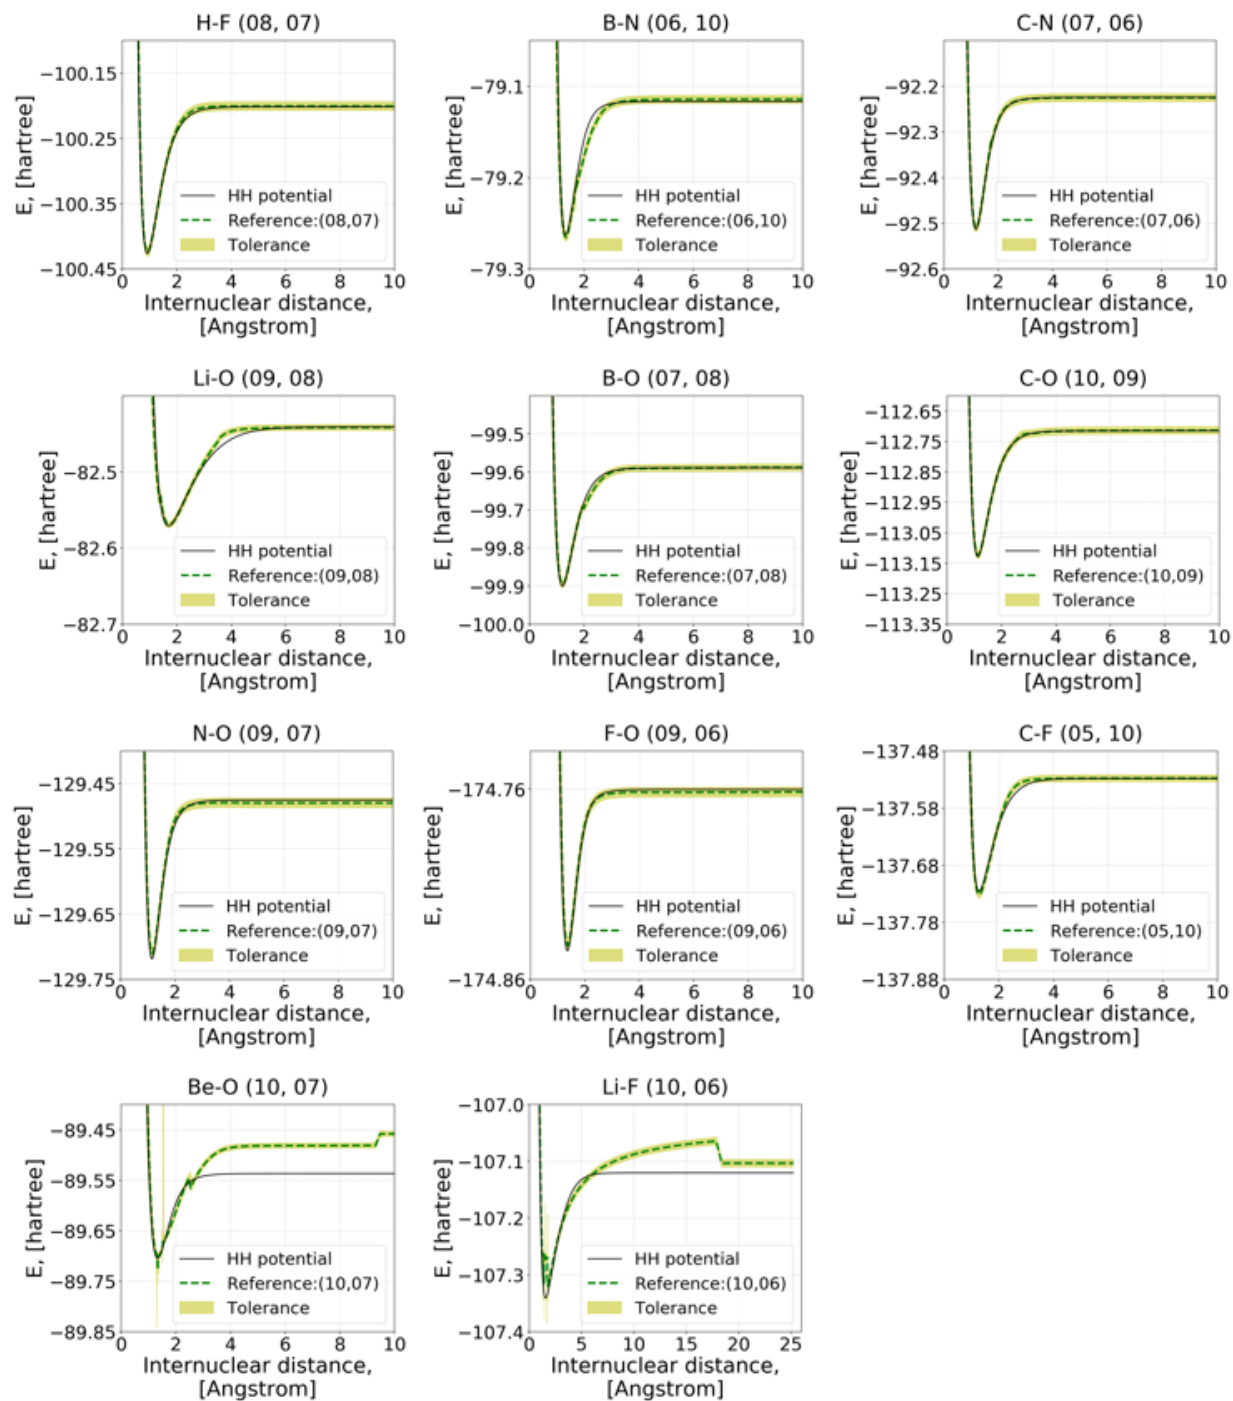 H-F (08, 07)
−100.15
−100.25
−100.35
−100.45
E, [hartree]
HH potential
Reference:(08,07)
Tolerance
0 2 4 6 8 10
Internuclear distance,
[Angstrom]
B-N (06, 10)
−79.1
−79.2
−79.3
E, [hartree]
HH potential
Reference:(06,10)
Tolerance
0 2 4 6 8 10
Internuclear distance,
[Angstrom]
C-N (07, 06)
−92.2
−92.3
−92.4
−92.5
−92.6
E, [hartree]
HH potential
Reference:(07,06)
Tolerance
0 2 4 6 8 10
Internuclear distance,
[Angstrom]
Li-O (09, 08)
−82.5
−82.6
−82.7
E, [hartree]
HH potential
Reference:(09,08)
Tolerance
0 2 4 6 8 10
Internuclear distance,
[Angstrom]
B-O (07, 08)
−99.5
−99.6
−99.7
−99.8
−99.9
−100.0
E, [hartree]
HH potential
Reference:(07,08)
Tolerance
0 2 4 6 8 10
Internuclear distance,
[Angstrom]
C-O (10, 09)
−112.65
−112.75
−112.85
−112.95
−113.05
−113.15
−113.25
−113.35
E, [hartree]
HH potential
Reference:(10,09)
Tolerance
0 2 4 6 8 10
Internuclear distance,
[Angstrom]
N-O (09, 07)
−129.45
−129.55
−129.65
−129.75
E, [hartree]
HH potential
Reference:(09,07)
Tolerance
0 2 4 6 8 10
Internuclear distance,
[Angstrom]
F-O (09, 06)
−174.76
−174.86
E, [hartree]
HH potential
Reference:(09,06)
Tolerance
0 2 4 6 8 10
Internuclear distance,
[Angstrom]
C-F (05, 10)
−137.48
−137.58
−137.68
−137.78
−137.88
E, [hartree]
HH potential
Reference:(05,10)
Tolerance
0 2 4 6 8 10
Internuclear distance,
[Angstrom]
Be-O (10, 07)
−89.45
−89.55
−89.65
−89.75
−89.85
E, [hartree]
HH potential
Reference:(10,07)
Tolerance
0 2 4 6 8 10
Internuclear distance,
[Angstrom]
Li-F (10, 06)
−107.0
−107.1
−107.2
−107.3
−107.4
E, [hartree]
HH potential
Reference:(10,06)
Tolerance
0 5 10 15 20 25
Internuclear distance,
[Angstrom]